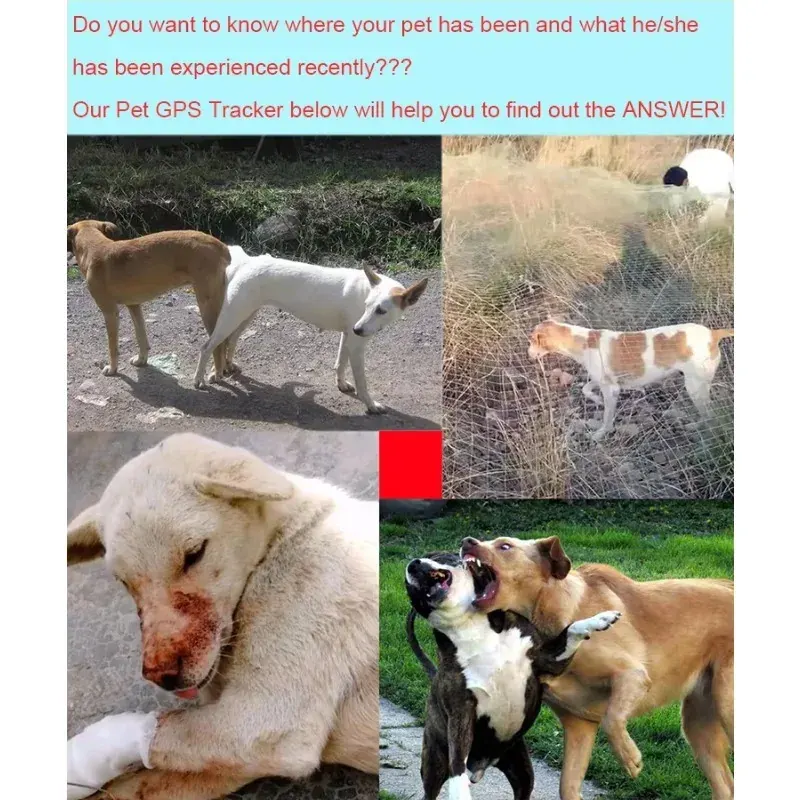 Do you want to know where your pet has been and what he/she
has been experienced recently???
Our Pet GPS Tracker below will help you to find out the ANSWER!